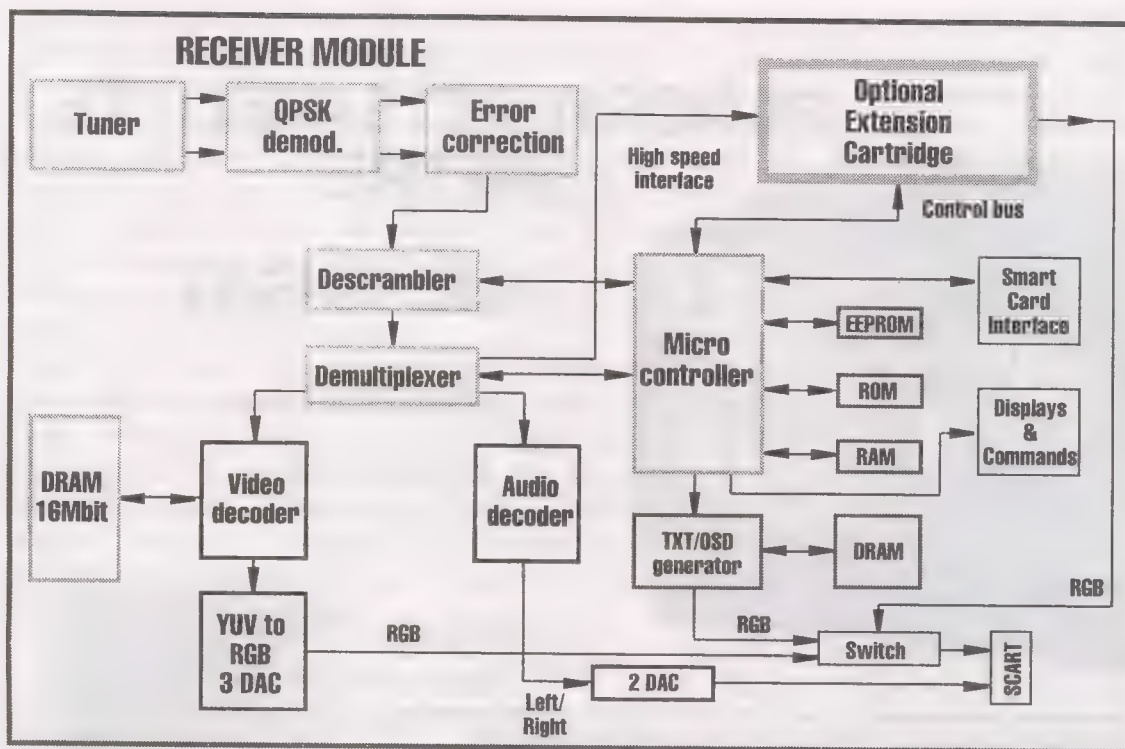 RECEIVER MODULE
Tuner
QPSK
demod.
Error
correction
Optional
Extension
Cartridge
High speed
interface
Control bus
Descrambler
Demultiplexer
Micro
controller
Smart
Card
Interface
EEPROM
ROM
RAM
Displays
&
Commands
DRAM
16Mbit
Video
decoder
Audio
decoder
TXT/OSD
generator
DRAM
YUV to
RGB
3 DAC
RGB
RGB
RGB
Switch
SCART
2 DAC
Left/
Right